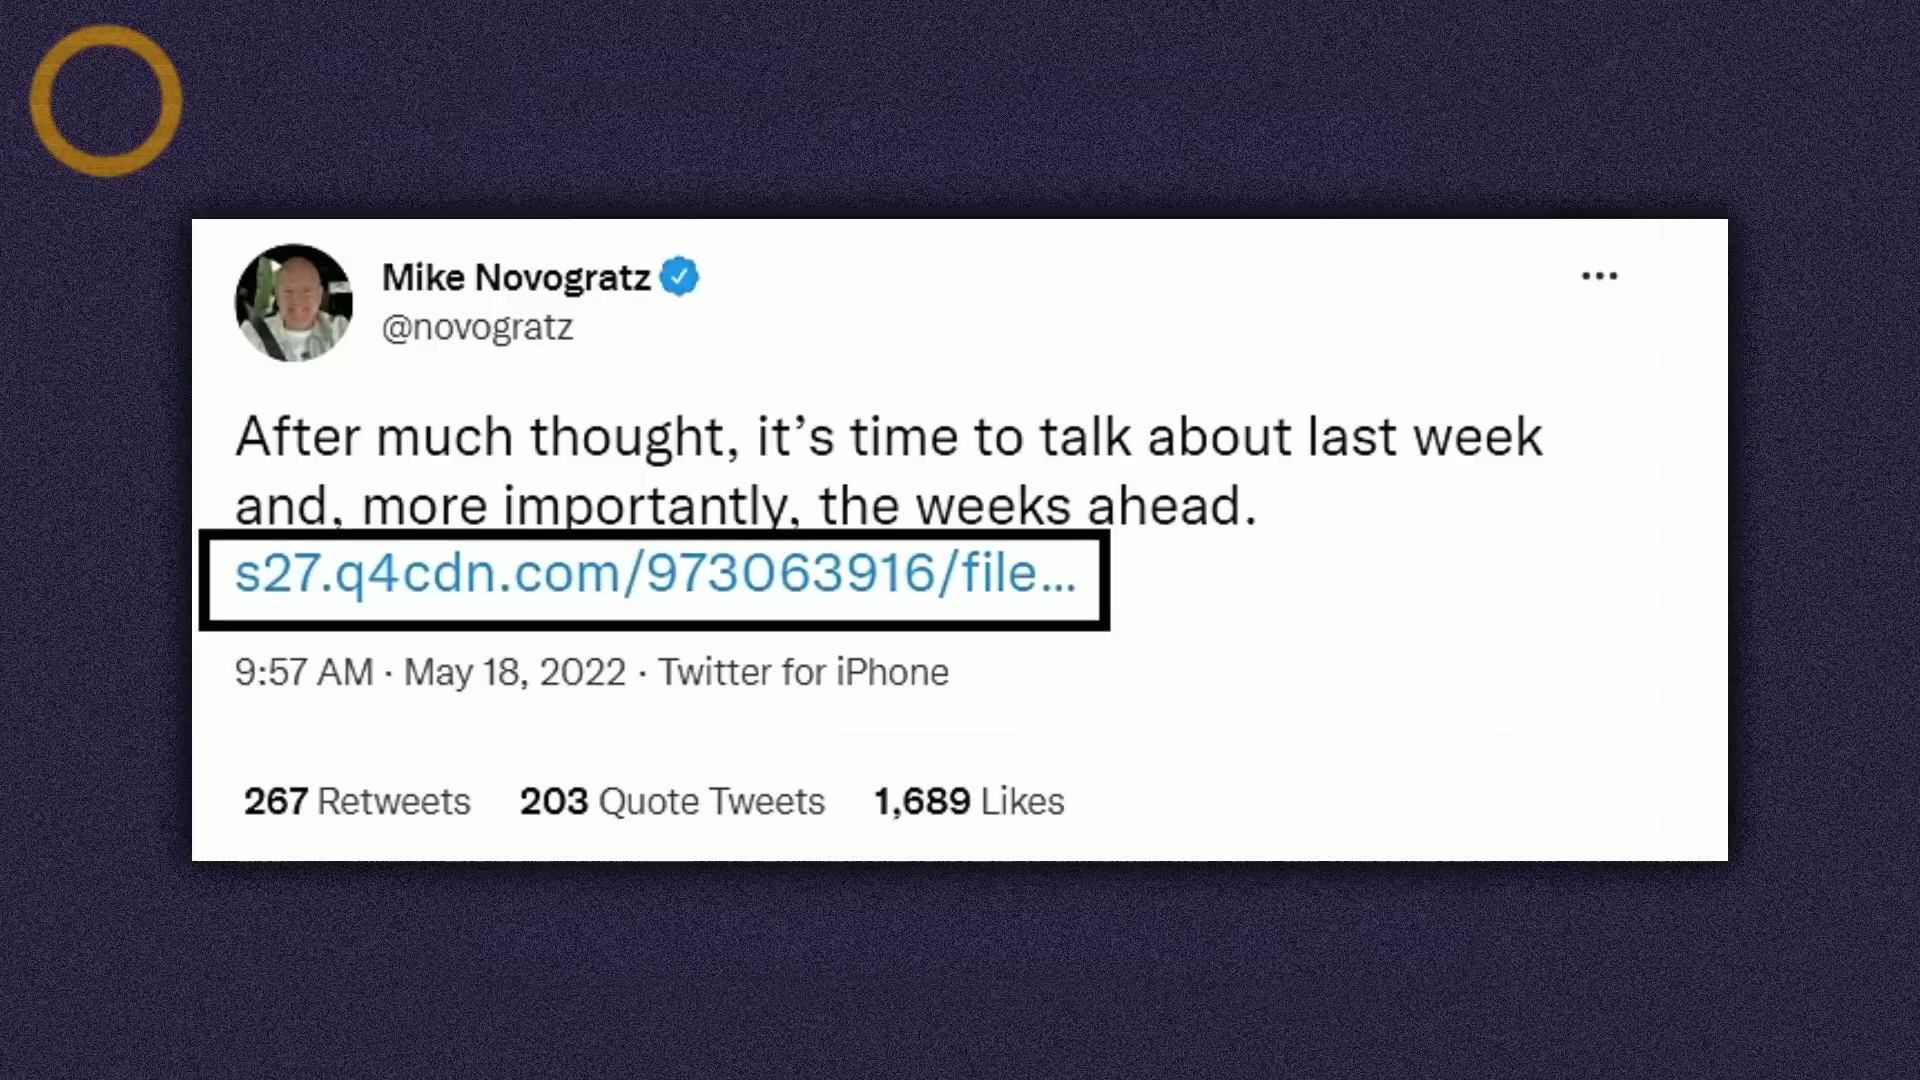 Mike Novogratz
@novogratz
After much thought, it’s time to talk about last week
and, more importantly, the weeks ahead.
s27.q4cdn.com/973063916/file...
9:57 AM · May 18, 2022 · Twitter for iPhone
267 Retweets 203 Quote Tweets 1,689 Likes